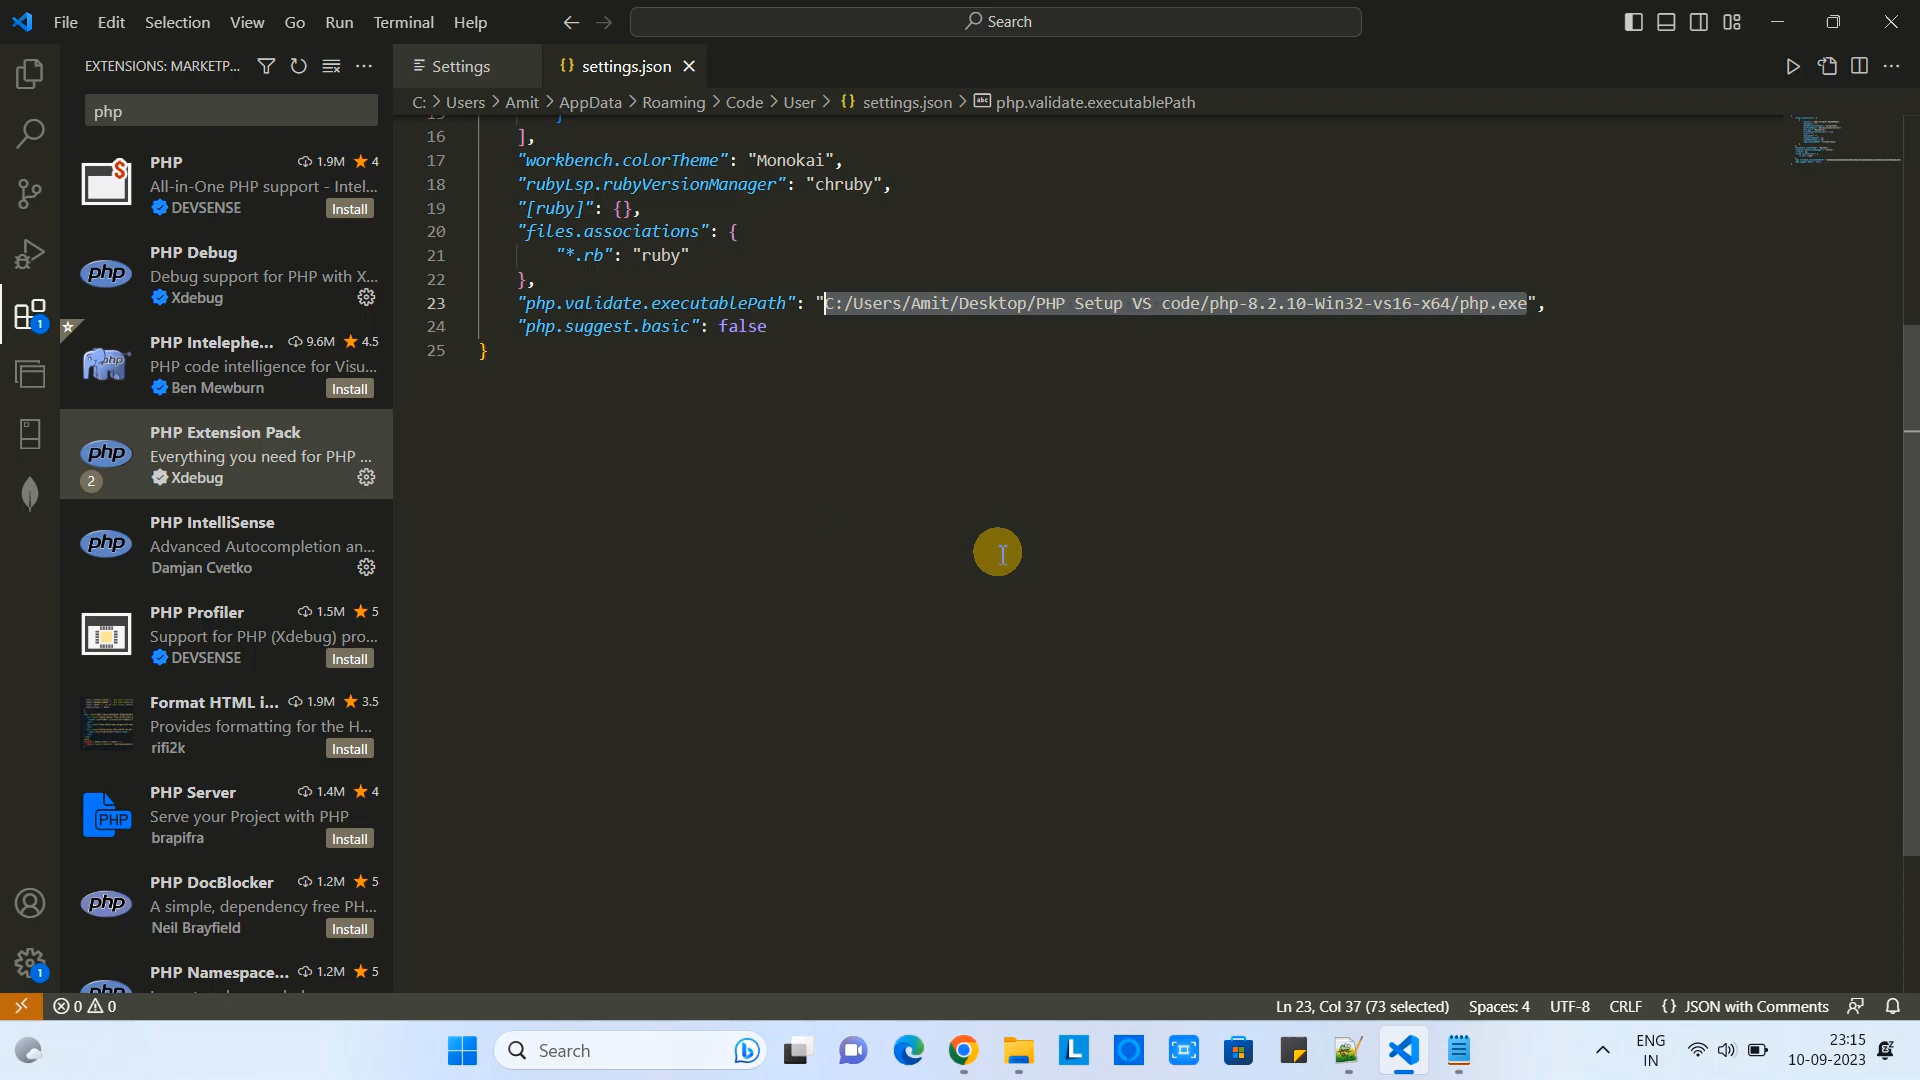 File Edit Selection View Go Run Terminal Help
Search
EXTENSIONS: MARKETP...
php
PHP 1.9M 4
All-in-One PHP support - Intel...
DEVSENSE Install
PHP Debug
Debug support for PHP with X...
Xdebug
PHP Intelephe... 9.6M 4.5
PHP code intelligence for Visu...
Ben Mewburn Install
PHP Extension Pack
Everything you need for PHP ...
Xdebug
2
PHP IntelliSense
Advanced Autocompletion an...
Damjan Cvetko
PHP Profiler 1.5M 5
Support for PHP (Xdebug) pro...
DEVSENSE Install
Format HTML i... 1.9M 3.5
Provides formatting for the H...
rifi2k Install
PHP Server 1.4M 4
Serve your Project with PHP
brapifra Install
PHP DocBlocker 1.2M 5
A simple, dependency free PH...
Neil Brayfield Install
PHP Namespace... 1.2M 5
Settings {} settings.json
C: > Users > Amit > AppData > Roaming > Code > User > {} settings.json > abc php.validate.executablePath
16 ],
17 "workbench.colorTheme": "Monokai",
18 "rubyLsp.rubyVersionManager": "chruby",
19 "[ruby]": {},
20 "files.associations": {
21 "*.rb": "ruby"
22 },
23 "php.validate.executablePath": "C:/Users/Amit/Desktop/PHP Setup VS code/php-8.2.10-Win32-vs16-x64/php.exe",
24 "php.suggest.basic": false
25 }
0 0 Ln 23, Col 37 (73 selected) Spaces: 4 UTF-8 CRLF {} JSON with Comments
Search ENG IN 23:15 10-09-2023